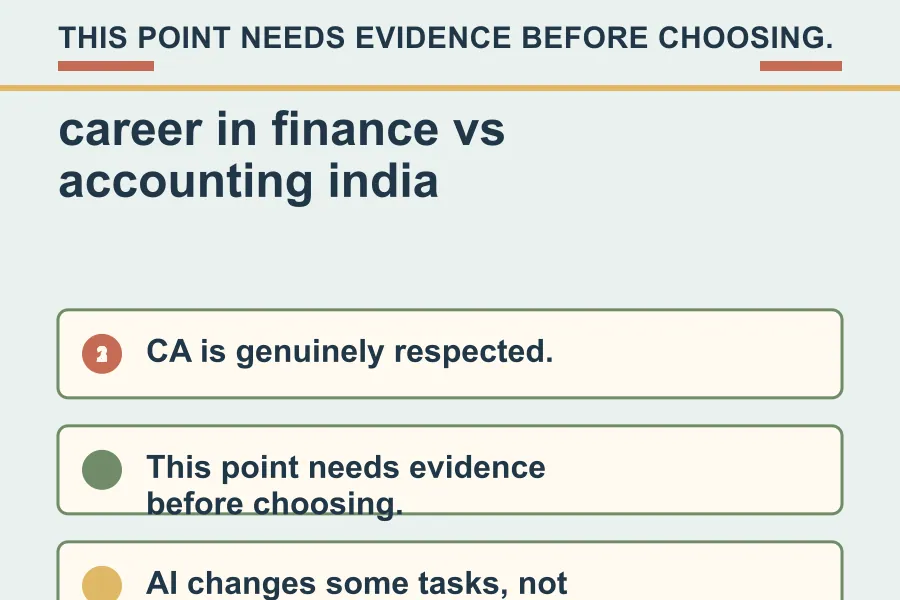 THIS POINT NEEDS EVIDENCE BEFORE CHOOSING.
career in finance vs
accounting india
CA is genuinely respected.
This point needs evidence
before choosing.
AI changes some tasks, not